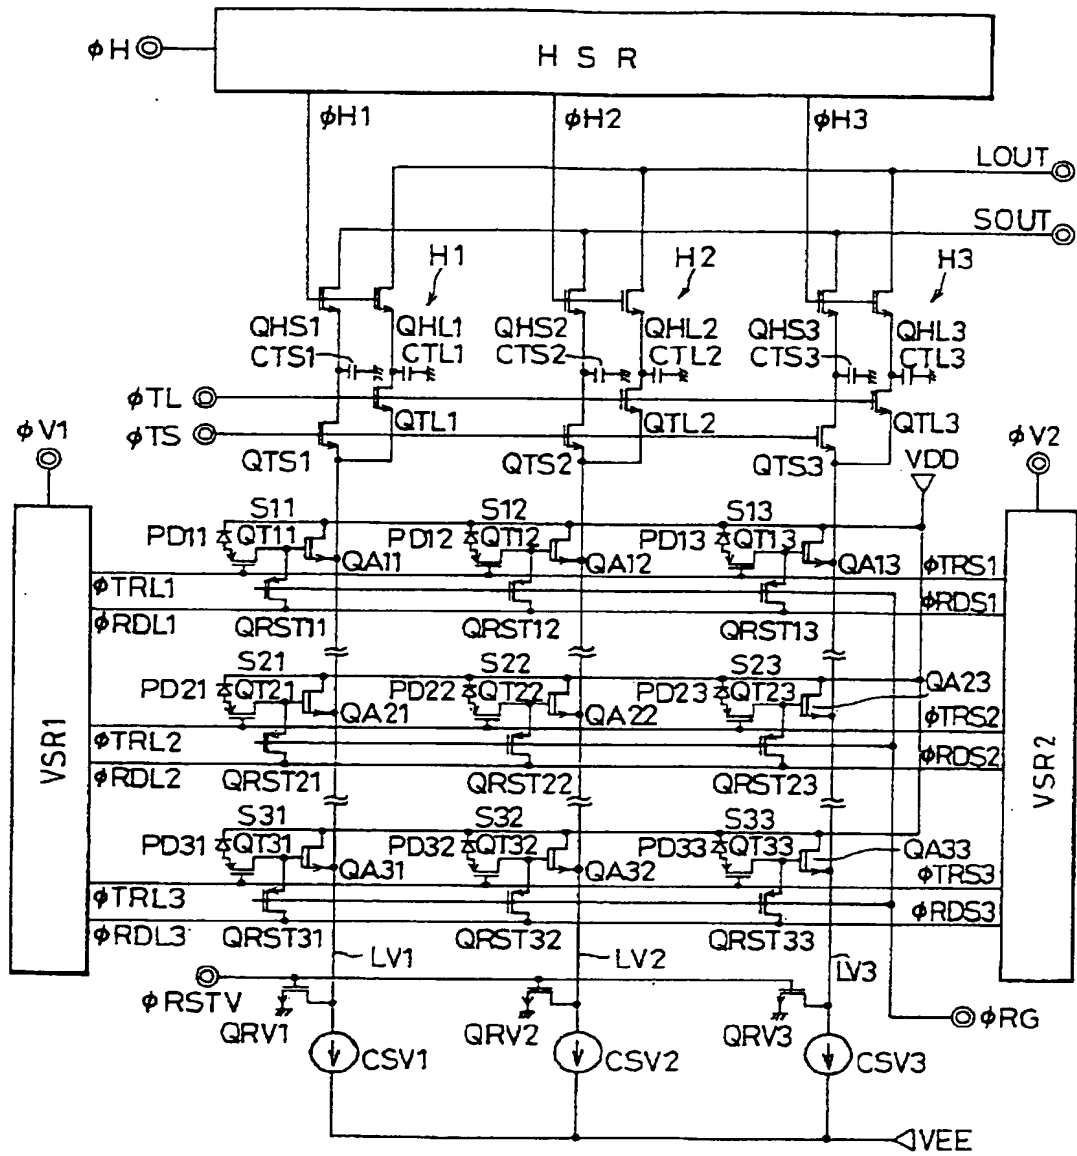 φH
H S R
φH1
φH2
φH3
LOUT
SOUT
H1
H2
H3
QHS1
QHL1
QHS2
QHL2
QHS3
QHL3
CTS1
CTL1
CTS2
CTL2
CTS3
CTL3
φTL
QTL1
QTL2
QTL3
φV1
φTS
QTS1
QTS2
QTS3
φV2
VDD
S11
S12
S13
PD11
QT11
QA11
PD12
QT12
QA12
PD13
QT13
QA13
φTRS1
φTRL1
φRDS1
φRDL1
QRST11
QRST12
QRST13
S21
S22
S23
PD21
QT21
QA21
PD22
QT22
QA22
PD23
QT23
QA23
φTRS2
φTRL2
φRDS2
φRDL2
QRST21
QRST22
QRST23
VSR1
VSR2
S31
S32
S33
PD31
QT31
QA31
PD32
QT32
QA32
PD33
QT33
QA33
φTRS3
φTRL3
φRDS3
φRDL3
QRST31
QRST32
QRST33
LV1
LV2
LV3
φRSTV
QRV1
QRV2
QRV3
φRG
CSV1
CSV2
CSV3
VEE